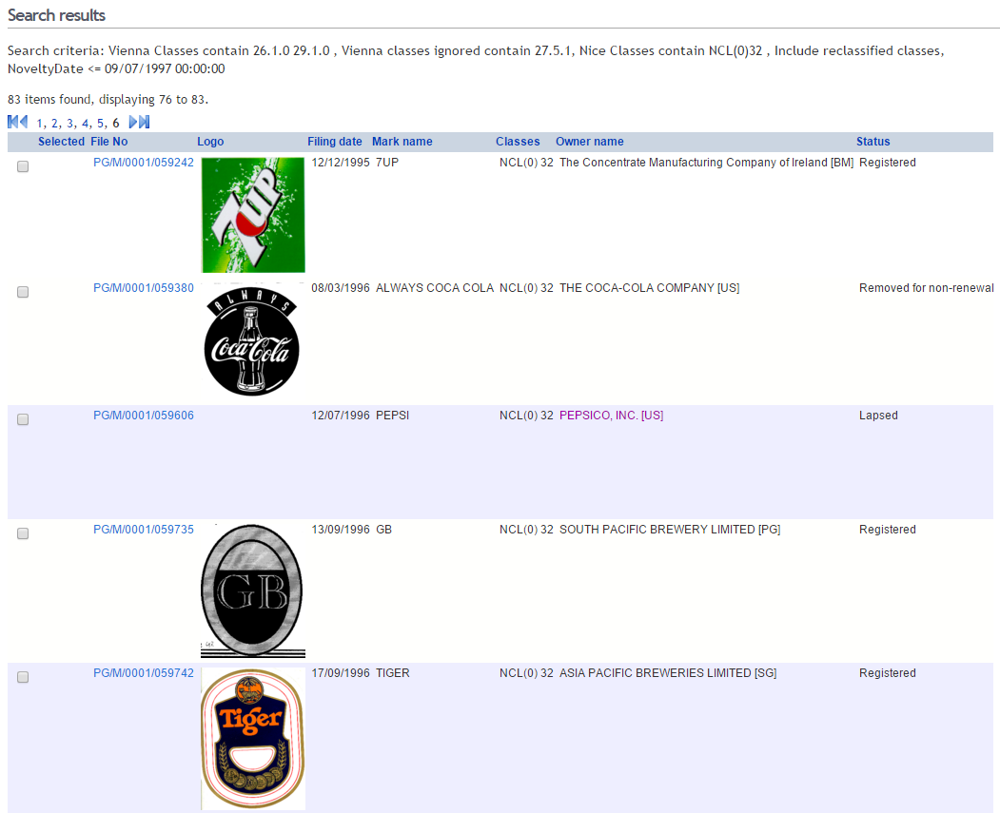 Search results
Search criteria: Vienna Classes contain 26.1.0 29.1.0 , Vienna classes ignored contain 27.5.1, Nice Classes contain NCL(0)32 , Include reclassified classes,
NoveltyDate <= 09/07/1997 00:00:00
83 items found, displaying 76 to 83.
1, 2, 3, 4, 5, 6
Selected File No Logo Filing date Mark name Classes Owner name Status
PG/M/0001/059242 12/12/1995 7UP NCL(0) 32 The Concentrate Manufacturing Company of Ireland [BM] Registered
7UP
PG/M/0001/059380 08/03/1996 ALWAYS COCA COLA NCL(0) 32 THE COCA-COLA COMPANY [US] Removed for non-renewal
ALWAYS
Coca-Cola
PG/M/0001/059606 12/07/1996 PEPSI NCL(0) 32 PEPSICO, INC. [US] Lapsed
PG/M/0001/059735 13/09/1996 GB NCL(0) 32 SOUTH PACIFIC BREWERY LIMITED [PG] Registered
GB
PG/M/0001/059742 17/09/1996 TIGER NCL(0) 32 ASIA PACIFIC BREWERIES LIMITED [SG] Registered
Tiger